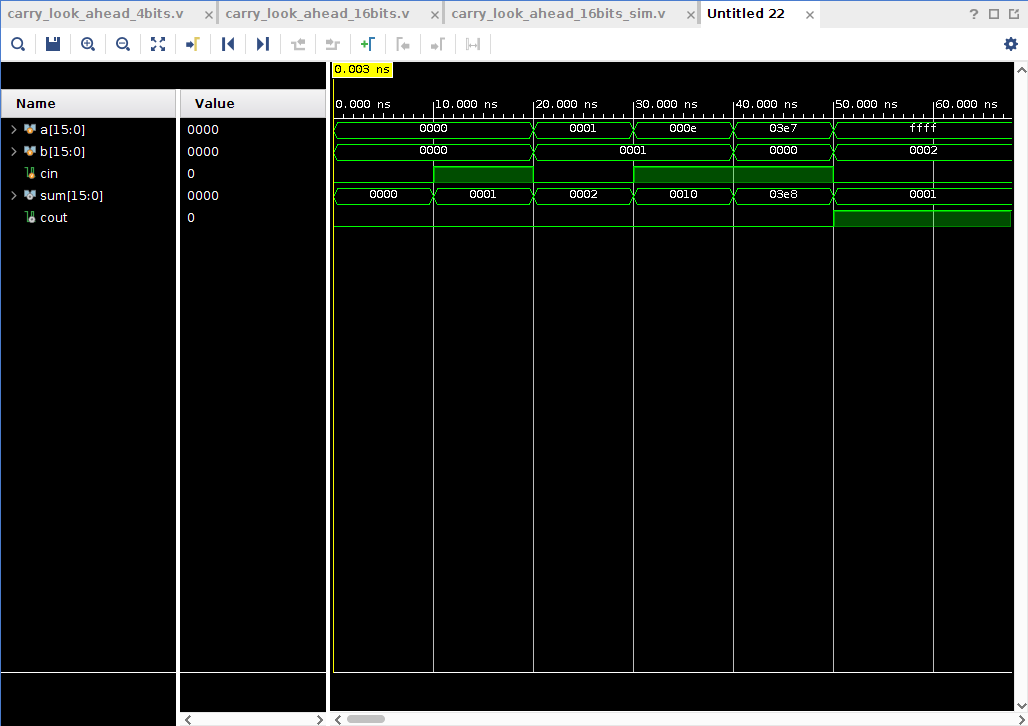 carry_look_ahead_4bits.v × carry_look_ahead_16bits.v × carry_look_ahead_16bits_sim.v × Untitled 22 × ?
0.003 ns
Name Value
0.000 ns 10.000 ns 20.000 ns 30.000 ns 40.000 ns 50.000 ns 60.000 ns
a[15:0] 0000 0000 0001 000e 03e7 ffff
b[15:0] 0000 0000 0001 0000 0002
cin 0
sum[15:0] 0000 0000 0001 0002 0010 03e8 0001
cout 0